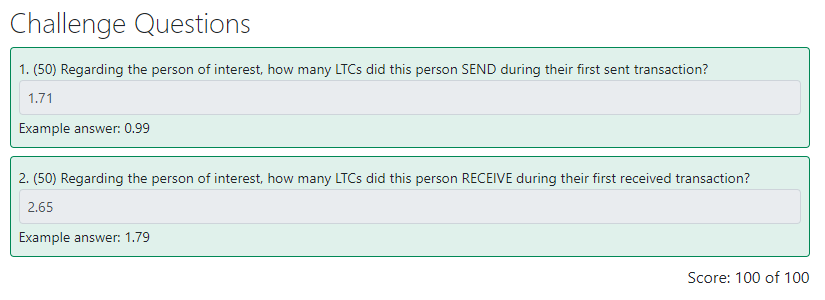 Challenge Questions
1. (50) Regarding the person of interest, how many LTCs did this person SEND during their first sent transaction?
1.71
Example answer: 0.99
2. (50) Regarding the person of interest, how many LTCs did this person RECEIVE during their first received transaction?
2.65
Example answer: 1.79
Score: 100 of 100